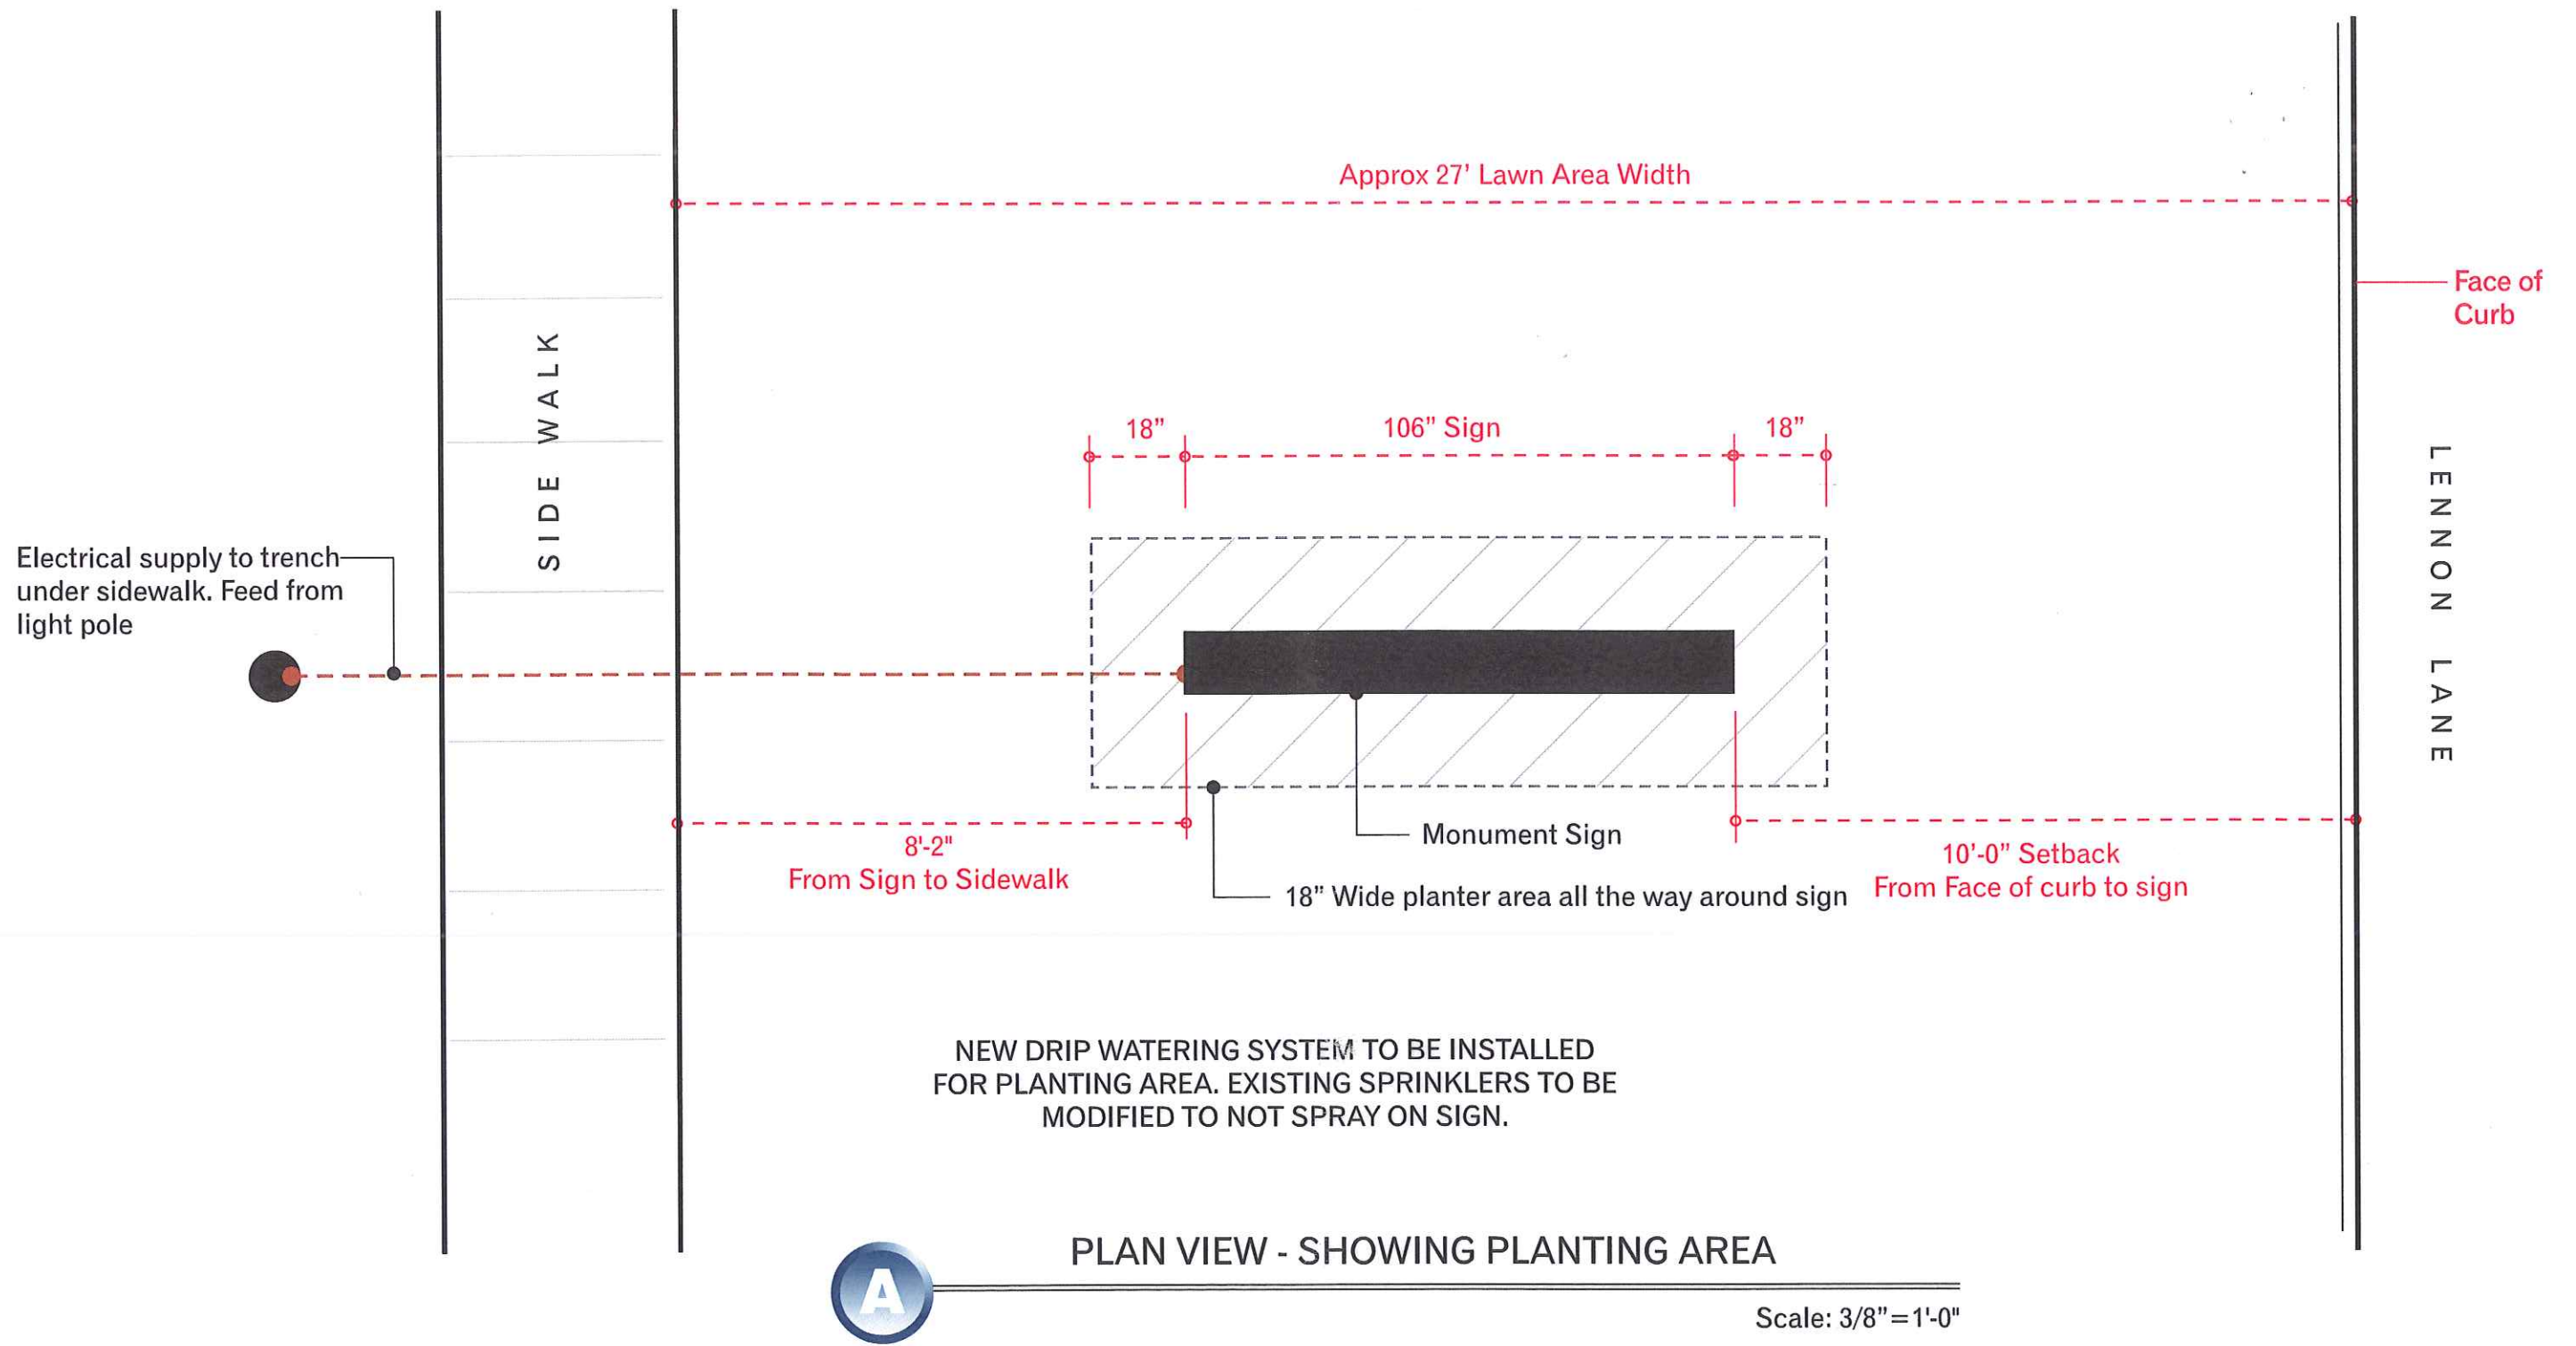 Approx 27’ Lawn Area Width
Face of
Curb
SIDE WALK
18”
106” Sign
18”
LENNON LANE
Electrical supply to trench
under sidewalk. Feed from
light pole
8'-2"
From Sign to Sidewalk
Monument Sign
10’-0” Setback
From Face of curb to sign
18” Wide planter area all the way around sign
NEW DRIP WATERING SYSTEM TO BE INSTALLED
FOR PLANTING AREA. EXISTING SPRINKLERS TO BE
MODIFIED TO NOT SPRAY ON SIGN.
A
PLAN VIEW - SHOWING PLANTING AREA
Scale: 3/8”=1'-0"